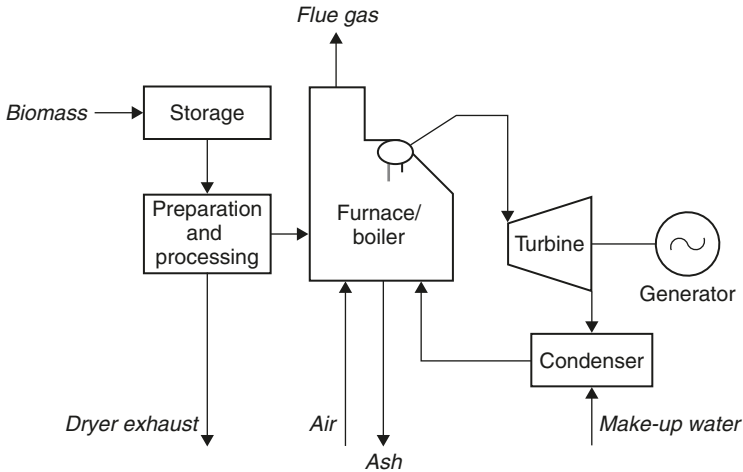 Flue gas
Biomass
Storage
Preparation
and
processing
Furnace/
boiler
Turbine
Generator
Condenser
Dryer exhaust
Air
Ash
Make-up water